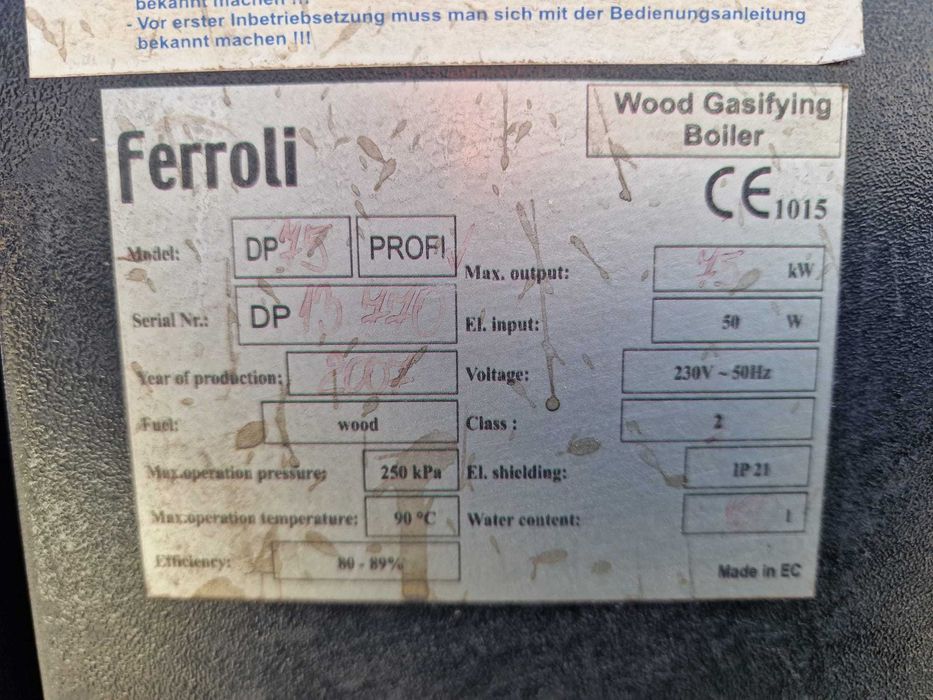 bekannt machen !!!
- Vor erster Inbetriebsetzung muss man sich mit der Bedienungsanleitung
bekannt machen !!!
Wood Gasifying
Boiler
Ferroli
CE 1015
Model: DP PROFI
Max. output: kW
Serial Nr.: DP
El. input: 50 W
Year of production:
Voltage: 230V ~ 50Hz
Fuel: wood
Class : 2
Max.operation pressure: 250 kPa
El. shielding: IP 21
Max.operation temperature: 90 °C
Water content: l
Efficiency: 80 - 89%
Made in EC